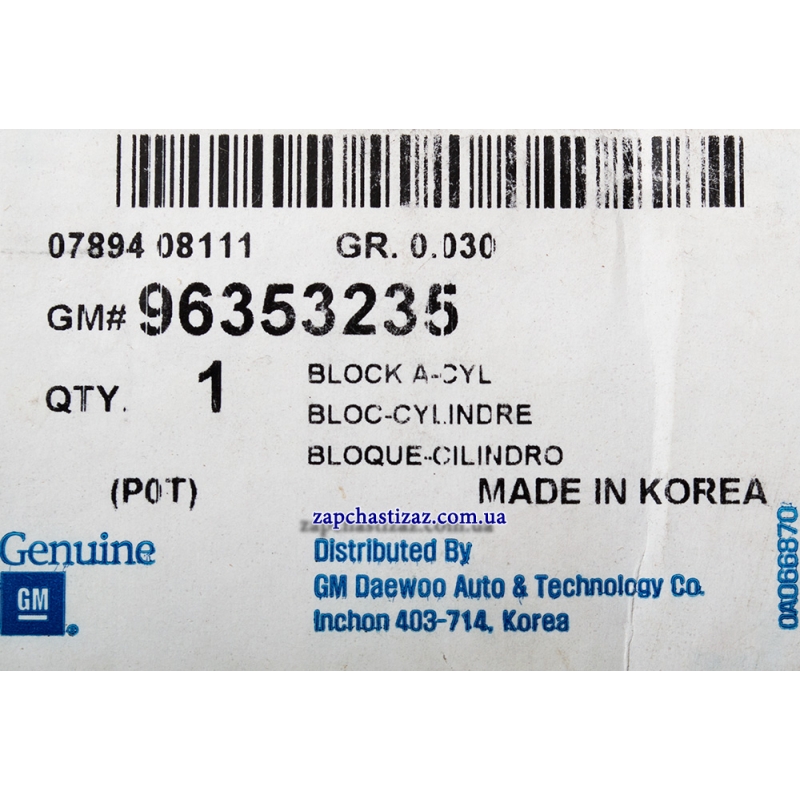 07894 08111 GR. 0.030
GM# 96353235
QTY. 1
BLOCK A-CYL
BLOC-CYLINDRE
BLOQUE-CILINDRO
(P0T) MADE IN KOREA
zapchastizaz.com.ua
Genuine
GM
Distributed By
GM Daewoo Auto & Technology Co.
Inchon 403-714, Korea
0AD66870